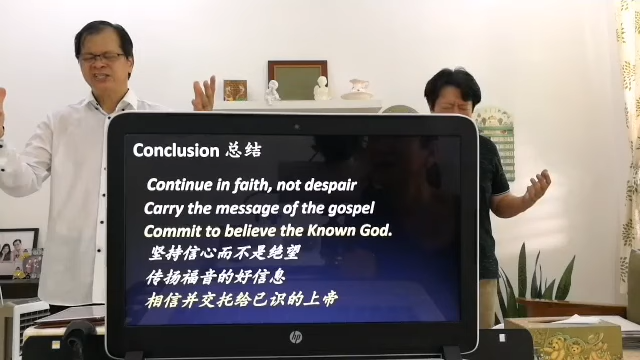 Conclusion 总结
Continue in faith, not despair
Carry the message of the gospel
Commit to believe the Known God.
坚持信心而不是绝望
传扬福音的好信息
相信并交托给已识的上帝
hp